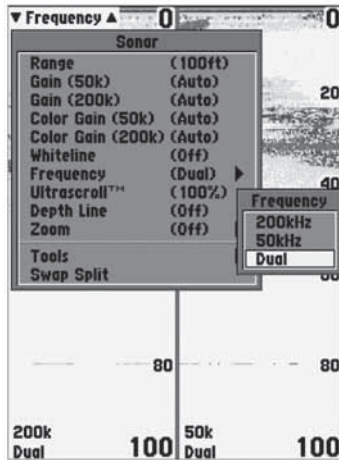 ▼ Frequency ▲ 0 0
Sonar
Range (100ft)
Gain (50k) (Auto)
Gain (200k) (Auto)
Color Gain (50k) (Auto)
Color Gain (200k) (Auto)
Whiteline (Off)
Frequency (Dual) ▶
Ultrascroll™ (100%)
Depth Line (Off)
Zoom (Off)
Tools
Swap Split
20
40
Frequency
200kHz
50kHz
Dual
80 80
200k
Dual 100
50k
Dual 100